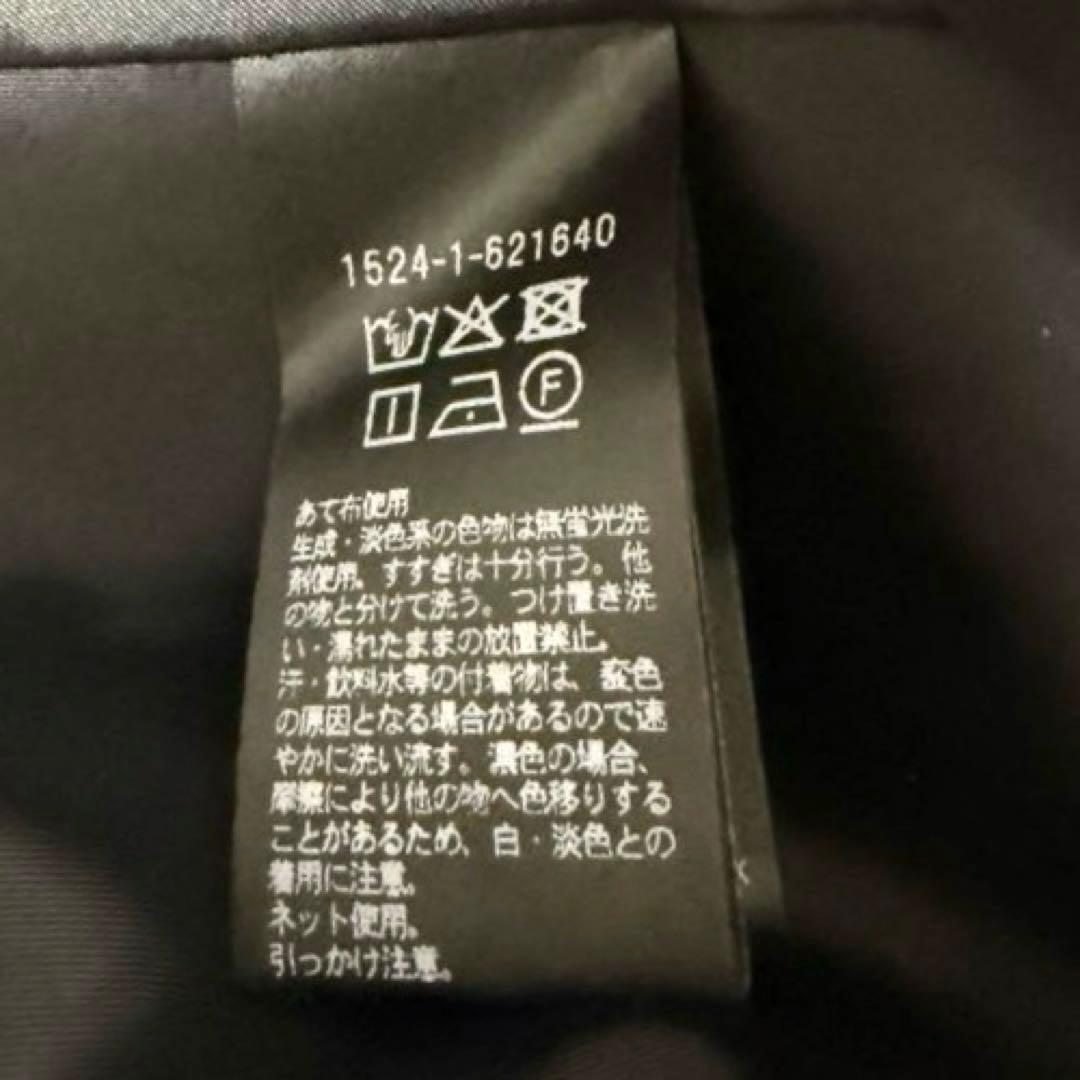 1524-1-621640
F
あて布使用
生成・淡色系の色物は無蛍光洗
剤使用。すすぎは十分行う。他
の物と分けて洗う。つけ置き洗
い・濡れたままの放置禁止。
汗・飲料水等の付着物は、変色
の原因となる場合があるので速
やかに洗い流す。濃色の場合、
摩擦により他の物へ色移りする
ことがあるため、白・淡色との
着用に注意。
ネット使用。
引っかけ注意。